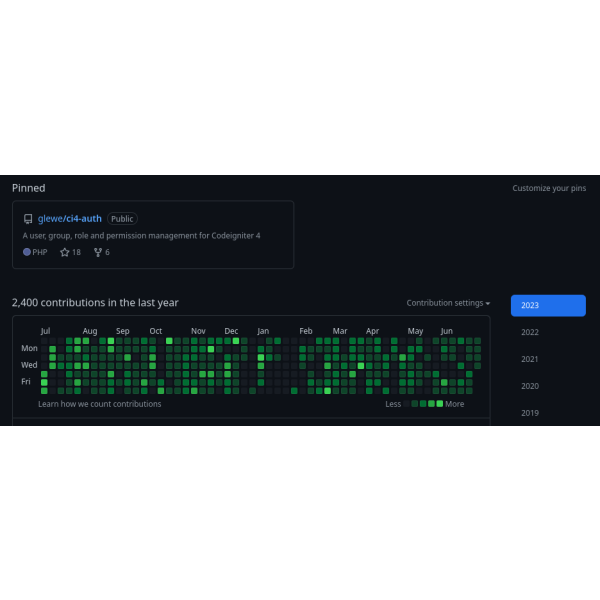 Pinned
Customize your pins
glewe/ci4-auth Public
A user, group, role and permission management for Codeigniter 4
PHP 18 6
2,400 contributions in the last year
Contribution settings
2023
2022
2021
2020
2019
Jul Aug Sep Oct Nov Dec Jan Feb Mar Apr May Jun
Mon
Wed
Fri
Learn how we count contributions
Less More